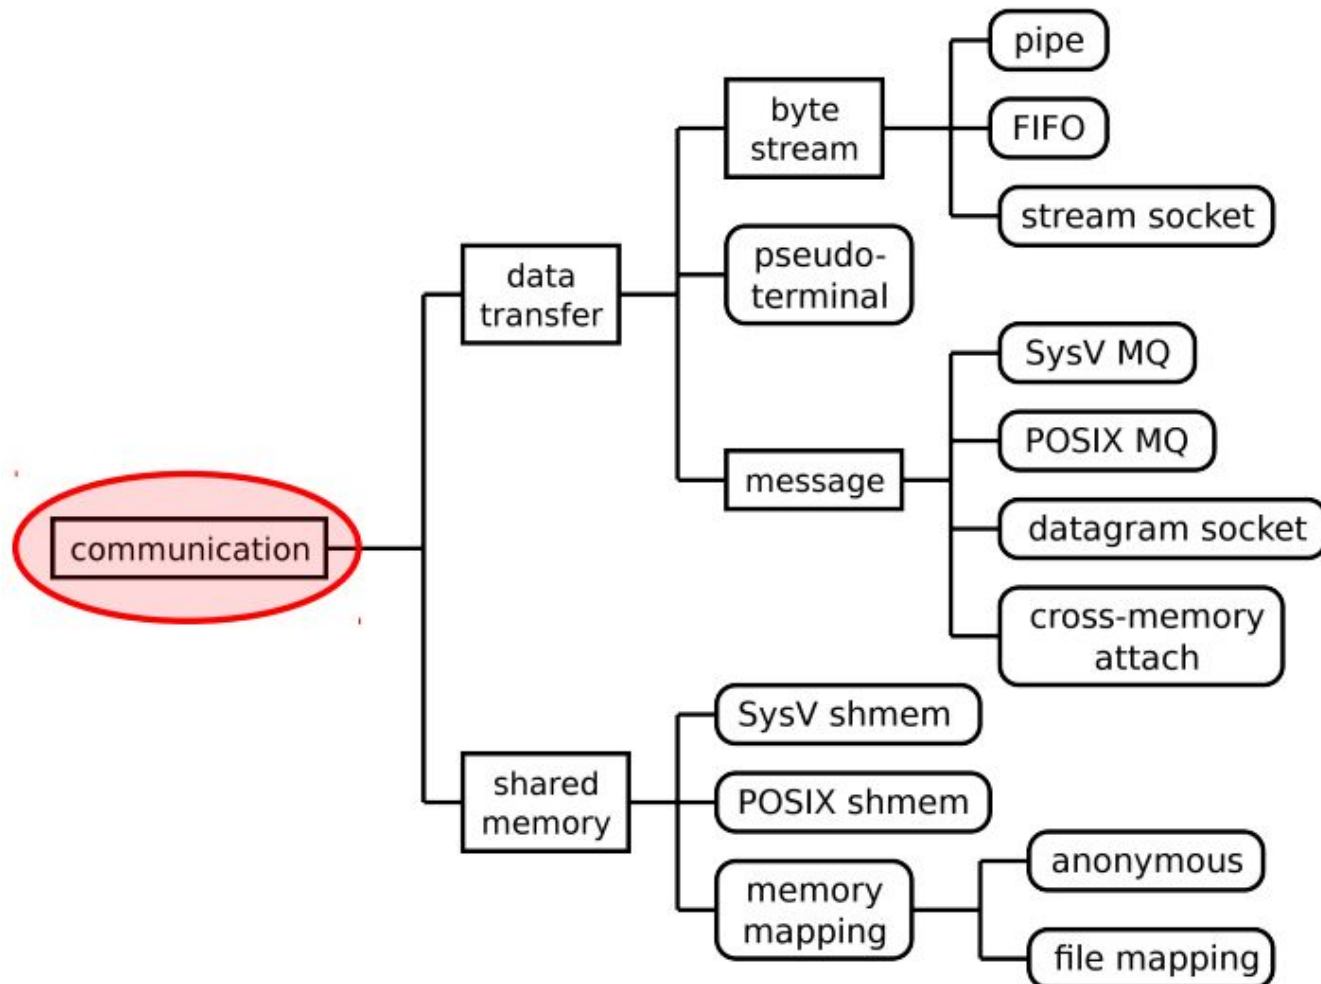 pipe
byte
stream
FIFO
stream socket
data
transfer
pseudo-
terminal
SysV MQ
POSIX MQ
message
datagram socket
cross-memory
attach
communication
shared
memory
SysV shmem
POSIX shmem
memory
mapping
anonymous
file mapping